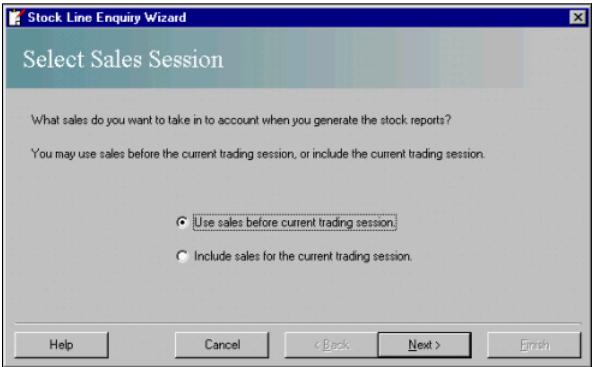 Stock Line Enquiry Wizard
Select Sales Session
What sales do you want to take in to account when you generate the stock reports?
You may use sales before the current trading session, or include the current trading session.
Use sales before current trading session.
Include sales for the current trading session.
Help Cancel < Back Next > Finish